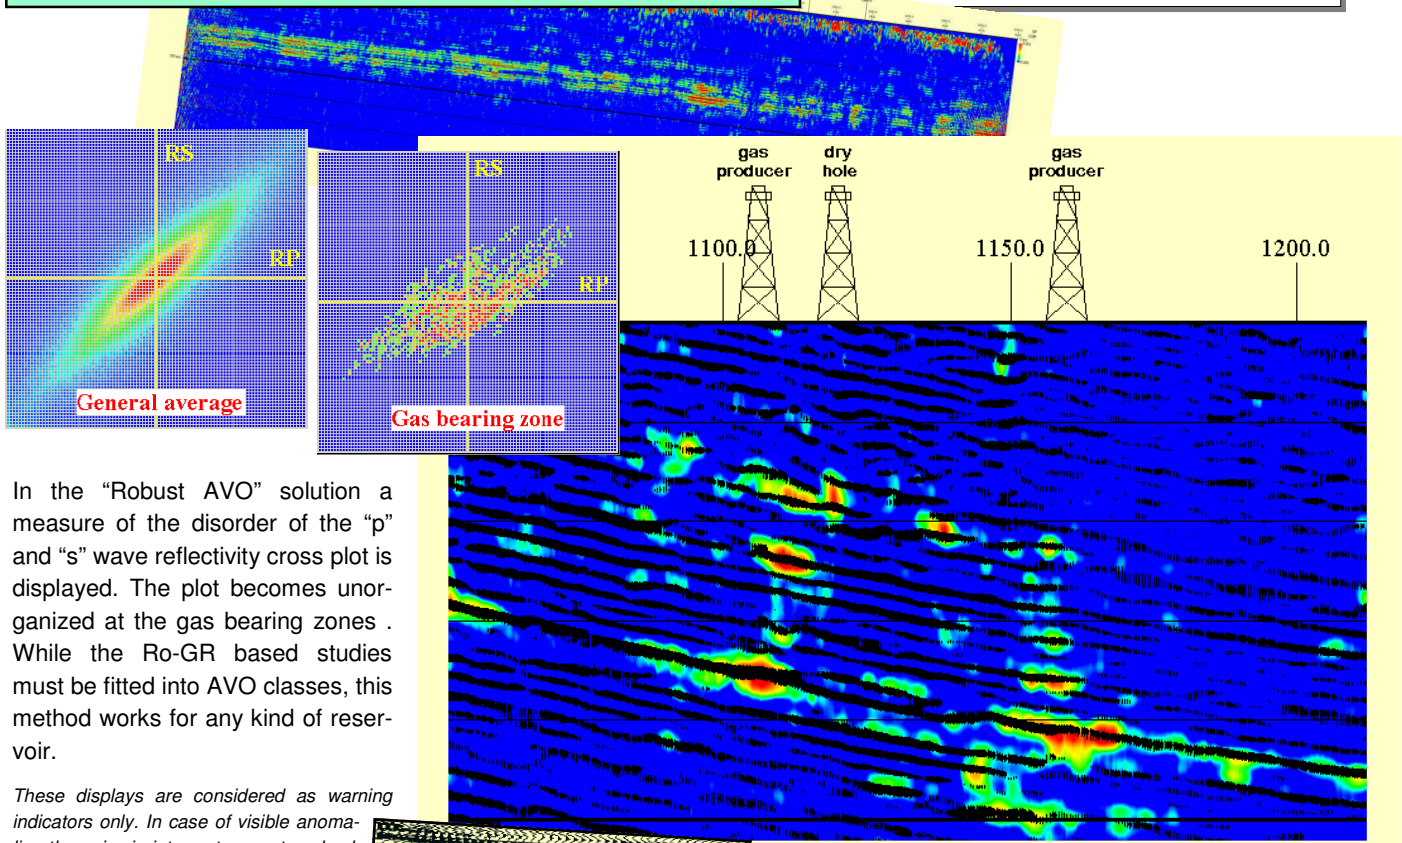 RS
RP
General average
RS
RP
Gas bearing zone
gas
producer
dry
hole
gas
producer
1100.0
1150.0
1200.0
In the “Robust AVO” solution a
measure of the disorder of the “p”
and “s” wave reflectivity cross plot is
displayed. The plot becomes unor-
ganized at the gas bearing zones .
While the Ro-GR based studies
must be fitted into AVO classes, this
method works for any kind of reser-
voir.
These displays are considered as warning
indicators only. In case of visible anoma-